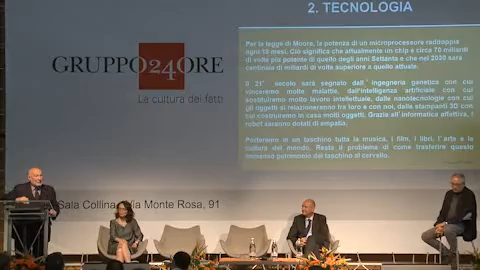 2. TECNOLOGIA
Per la legge di Moore, la potenza di un microprocessore raddoppia
ogni 18 mesi. Ciò significa che attualmente un chip è circa 70 miliardi
di volte più potente di quello degli anni Settanta e che nel 2020 sarà
centinaia di miliardi di volte superiore a quello attuale.
Il 21° secolo sarà segnato dall'ingegneria genetica con cui
vinceremo molte malattie, dall'intelligenza artificiale con cui
sostituiremo molto lavoro intellettuale, dalle nanotecnologie con cui
gli oggetti si relazioneranno tra loro e con noi, dalle stampanti 3D con
cui costruiremo in casa molti oggetti. Grazie all'informatica affettiva, i
robot saranno dotati di empatia.
Porteremo in un taschino tutta la musica, i film, i libri, l'arte e la
cultura del mondo. Resta il problema di come trasferire questo
immenso patrimonio dal taschino al cervello.
GRUPPO24ORE
La cultura dei fatti
Sala Collina Via Monte Rosa, 91